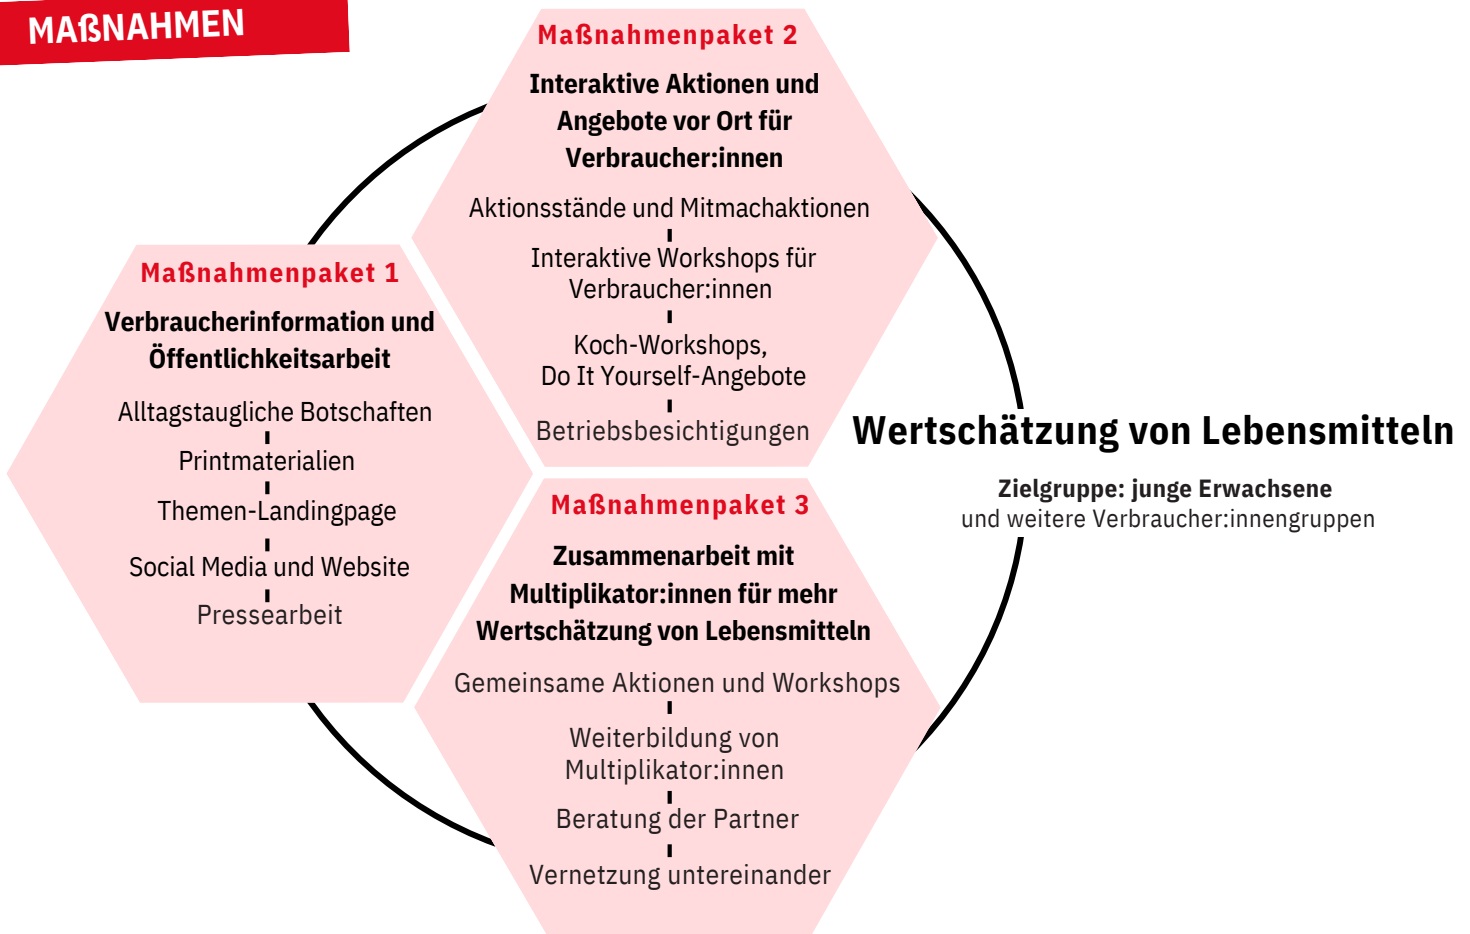 MAẞNAHMEN
Maßnahmenpaket 1
Verbraucherinformation und
Öffentlichkeitsarbeit
Alltagstaugliche Botschaften
Printmaterialien
Themen-Landingpage
Social Media und Website
Pressearbeit
Maßnahmenpaket 2
Interaktive Aktionen und
Angebote vor Ort für
Verbraucher:innen
Aktionsstände und Mitmachaktionen
Interaktive Workshops für
Verbraucher:innen
Koch-Workshops,
Do It Yourself-Angebote
Betriebsbesichtigungen
Maßnahmenpaket 3
Zusammenarbeit mit
Multiplikator:innen für mehr
Wertschätzung von Lebensmitteln
Gemeinsame Aktionen und Workshops
Weiterbildung von
Multiplikator:innen
Beratung der Partner
Vernetzung untereinander
Wertschätzung von Lebensmitteln
Zielgruppe: junge Erwachsene
und weitere Verbraucher:innengruppen